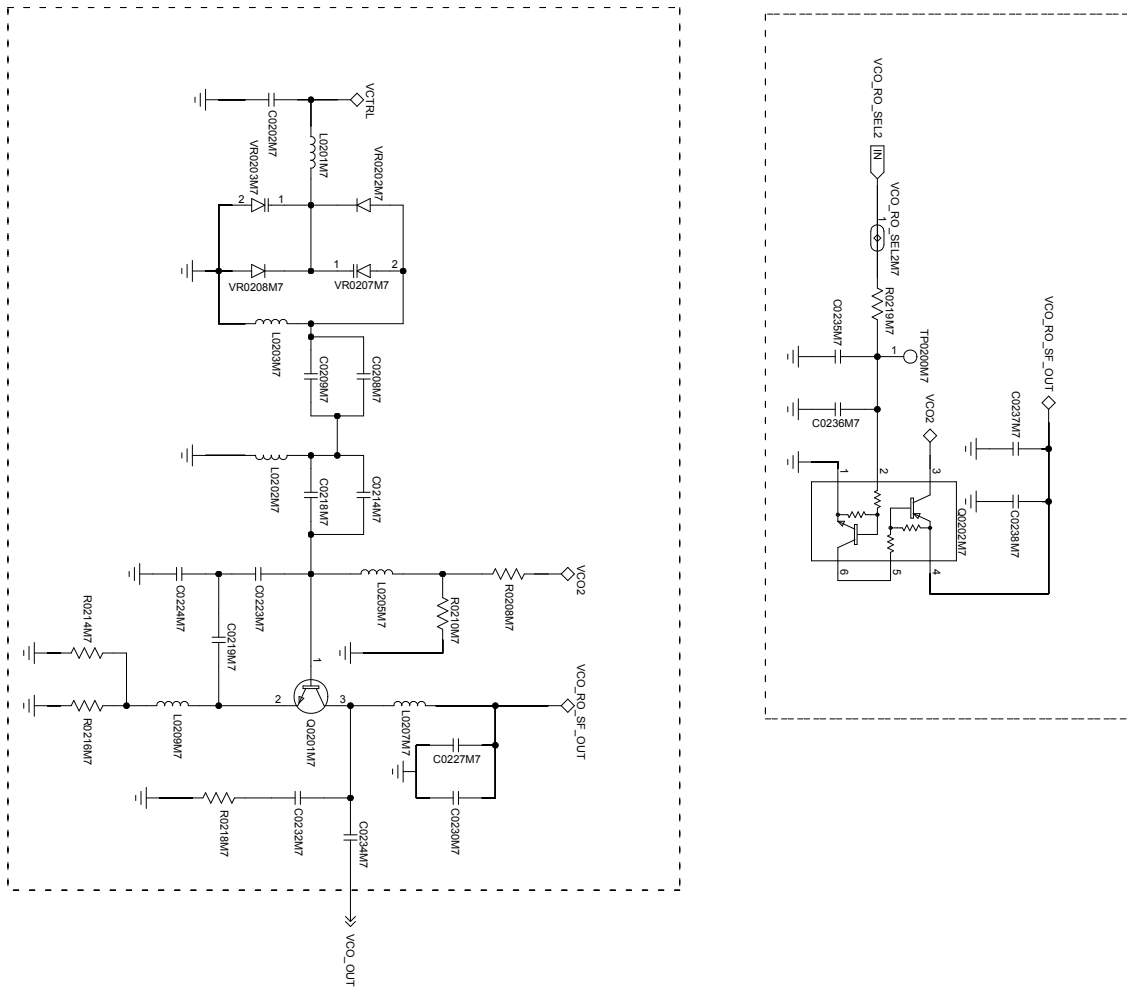 VCTRL
C0202M7
L0201M7
VR0203M7
VR0202M7
2
1
VR0208M7
1
2
VR0207M7
L0203M7
C0209M7
C0208M7
L0202M7
C0218M7
C0214M7
C0224M7
C0223M7
L0205M7
R0210M7
R0208M7
VCO2
C0219M7
R0214M7
R0216M7
L0209M7
1
2
3
Q0201M7
L0207M7
VCO_RO_SF_OUT
C0227M7
C0230M7
R0218M7
C0232M7
C0234M7
VCO_OUT
VCO_RO_SEL2
IN
VCO_RO_SEL2M7
1
R0219M7
C0235M7
1
TP0200M7
C0236M7
VCO2
VCO_RO_SF_OUT
C0237M7
C0238M7
1
2
3
Q0202M7
6
5
4